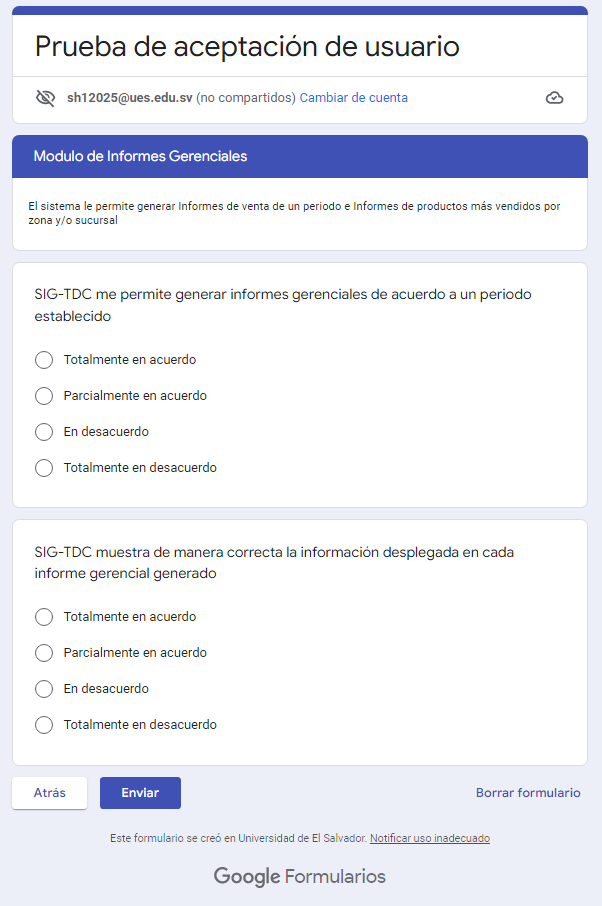 Prueba de aceptación de usuario
sh12025@ues.edu.sv (no compartidos) Cambiar de cuenta
Modulo de Informes Gerenciales
El sistema le permite generar Informes de venta de un periodo e Informes de productos más vendidos por
zona y/o sucursal
SIG-TDC me permite generar informes gerenciales de acuerdo a un periodo
establecido
Totalmente en acuerdo
Parcialmente en acuerdo
En desacuerdo
Totalmente en desacuerdo
SIG-TDC muestra de manera correcta la información desplegada en cada
informe gerencial generado
Totalmente en acuerdo
Parcialmente en acuerdo
En desacuerdo
Totalmente en desacuerdo
Atrás Enviar Borrar formulario
Este formulario se creó en Universidad de El Salvador. Notificar uso inadecuado
Google Formularios